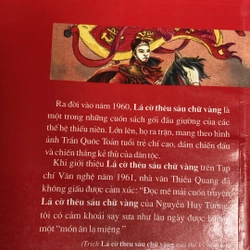 Ra đời vào năm 1960, Lá cờ thêu sáu chữ vàng là
một trong những cuốn sách gối đầu giường của các
thế hệ thiếu niên. Lớn lên, họ ra trận, mang theo hình
ảnh Trần Quốc Toản tuổi trẻ chí cao, dám chiến đấu
và chiến thắng kẻ thù của dân tộc.
Khi giới thiệu Lá cờ thêu sáu chữ vàng trên Tạp
chí Văn nghệ năm 1961, nhà văn Thiều Quang đã
không giấu được cảm xúc: "Đọc mê mải cuốn truyện
Lá cờ thêu sáu chữ vàng của Nguyễn Huy Tưởng,
tôi có cảm khoái say sưa như lâu ngày được
một "món ăn lạ miệng"
(Trích Lá cờ thêu sáu chữ vàng